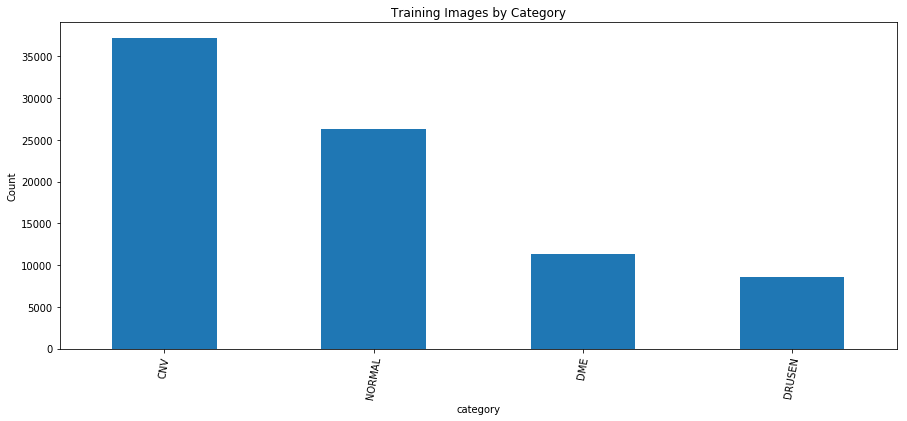 Training Images by Category
35000
30000
25000
20000
15000
10000
5000
0
Count
CNV
NORMAL
DME
DRUSEN
category